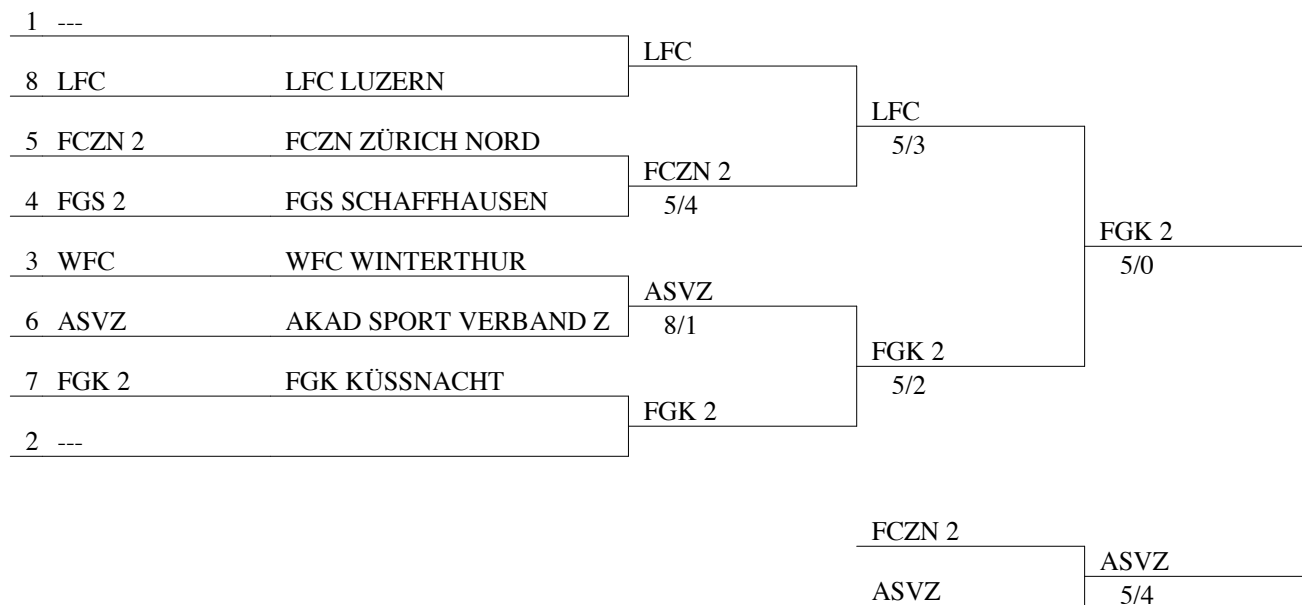 1 ---
LFC
8 LFC LFC LUZERN
LFC
5/3
5 FCZN 2 FCZN ZÜRICH NORD
FCZN 2
5/4
4 FGS 2 FGS SCHAFFHAUSEN
FGK 2
5/0
3 WFC WFC WINTERTHUR
ASVZ
8/1
6 ASVZ AKAD SPORT VERBAND Z
FGK 2
5/2
7 FGK 2 FGK KÜSSNACHT
FGK 2
2 ---
FCZN 2
ASVZ
5/4
ASVZ